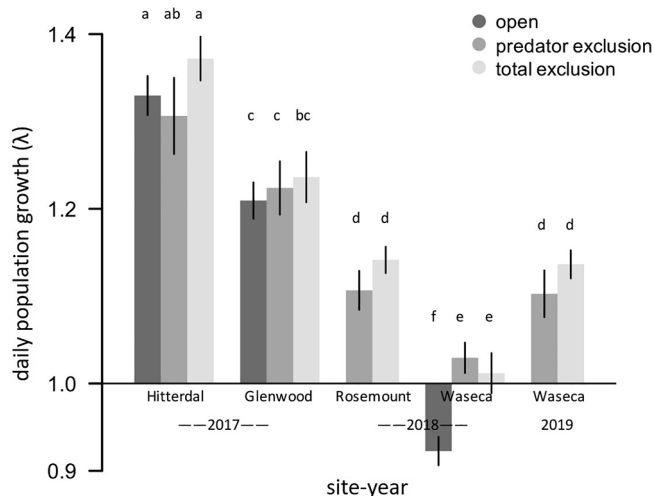 a ab a
open
predator exclusion
total exclusion
1.4
c c bc
1.2
d d
d d
f e e
1.0
Hitterdal Glenwood Rosemount Waseca Waseca
——2017—— ——2018—— 2019
0.9
daily population growth (λ)
site-year